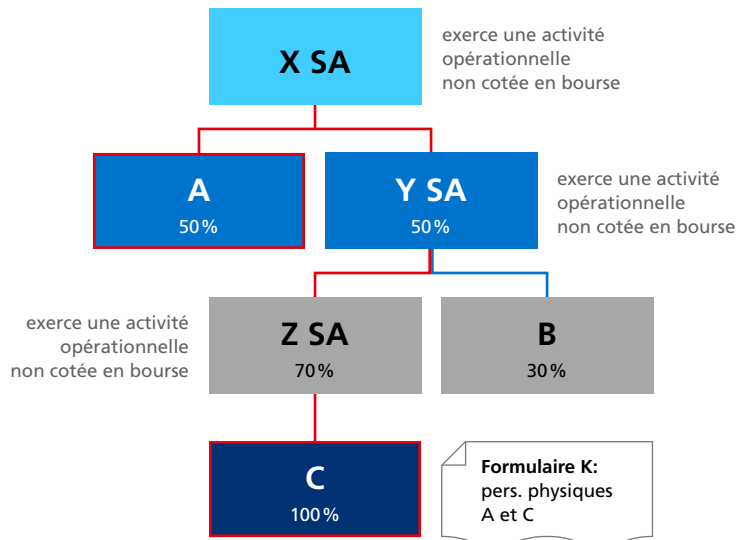 X SA
exerce une activité
opérationnelle
non cotée en bourse
A
50 %
Y SA
50 %
exerce une activité
opérationnelle
non cotée en bourse
exerce une activité
opérationnelle
non cotée en bourse
Z SA
70 %
B
30 %
C
100 %
Formulaire K:
pers. physiques
A et C